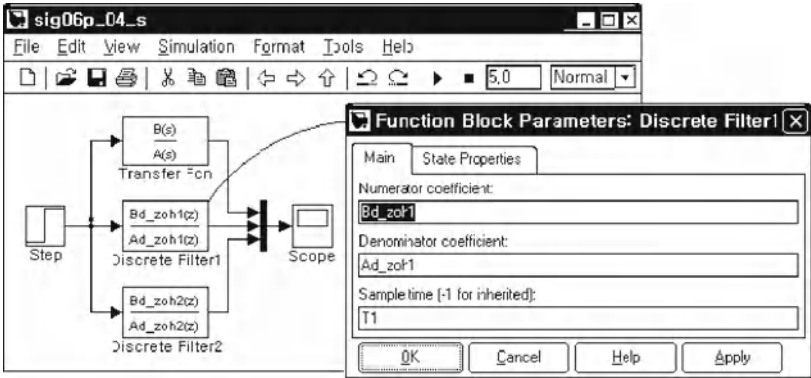 sig06p_04_s
File Edit View Simulation Format Tools Help
5,0 Normal
B(s)
A(s)
Transfer Fcn
Step
Bd_zoh1(z)
Ad_zoh1(z)
Discrete Filter1
Scope
Bd_zoh2(z)
Ad_zoh2(z)
Discrete Filter2
Function Block Parameters: Discrete Filter1
Main State Properties
Numerator coefficient:
Bd_zoh1
Denominator coefficient:
Ad_zoh1
Sample time (-1 for inherited):
T1
OK Cancel Help Apply